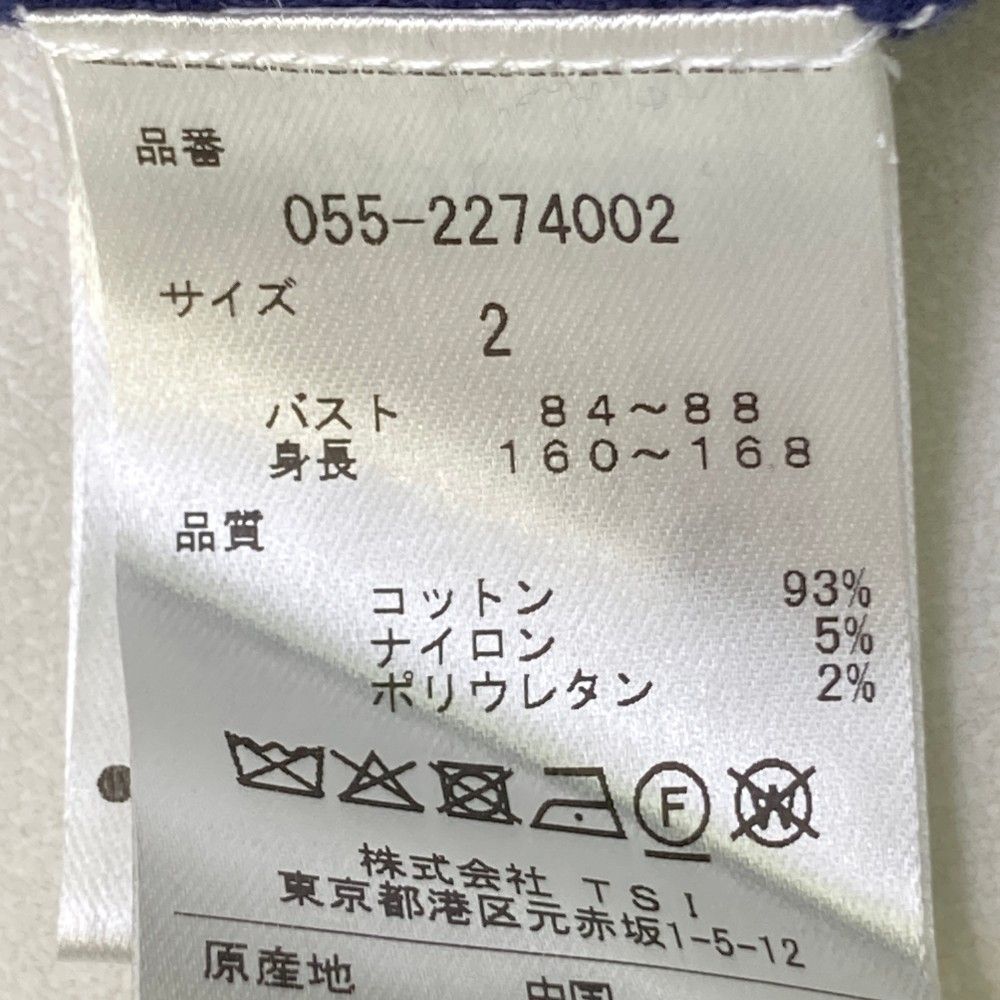 品番
055-2274002
サイズ 2
バスト 84～88
身長 160～168
品質
コットン 93%
ナイロン 5%
ポリウレタン 2%
F
W
株式会社 TSI
東京都港区元赤坂1-5-12
原産地 中国